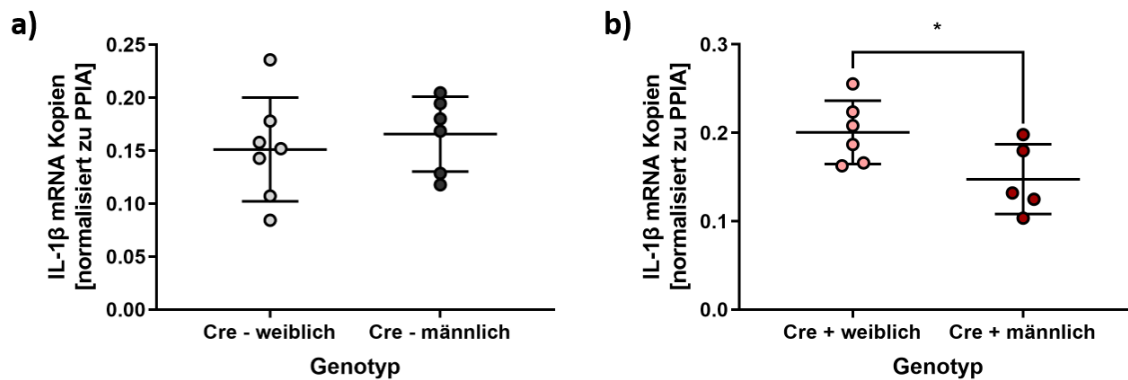 a)
IL-1β mRNA Kopien
[normalisiert zu PPIA]
0.25
0.20
0.15
0.10
0.05
0.00
Cre - weiblich
Cre - männlich
Genotyp
b)
IL-1β mRNA Kopien
[normalisiert zu PPIA]
0.3
0.2
0.1
0.0
*
Cre + weiblich
Cre + männlich
Genotyp